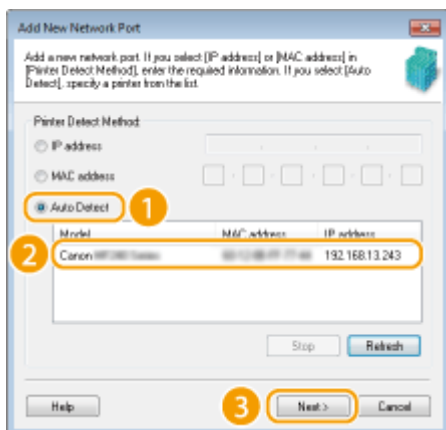 Add New Network Port
Add a new network port. If you select [IP address] or [MAC address] in
[Printer Detect Method], enter the required information. If you select [Auto
Detect], specify a printer from the list.
Printer Detect Method:
IP address
MAC address
Auto Detect 1
Model MAC address IP address
2 Canon 192.168.13.243
Stop Refresh
Help 3 Next > Cancel